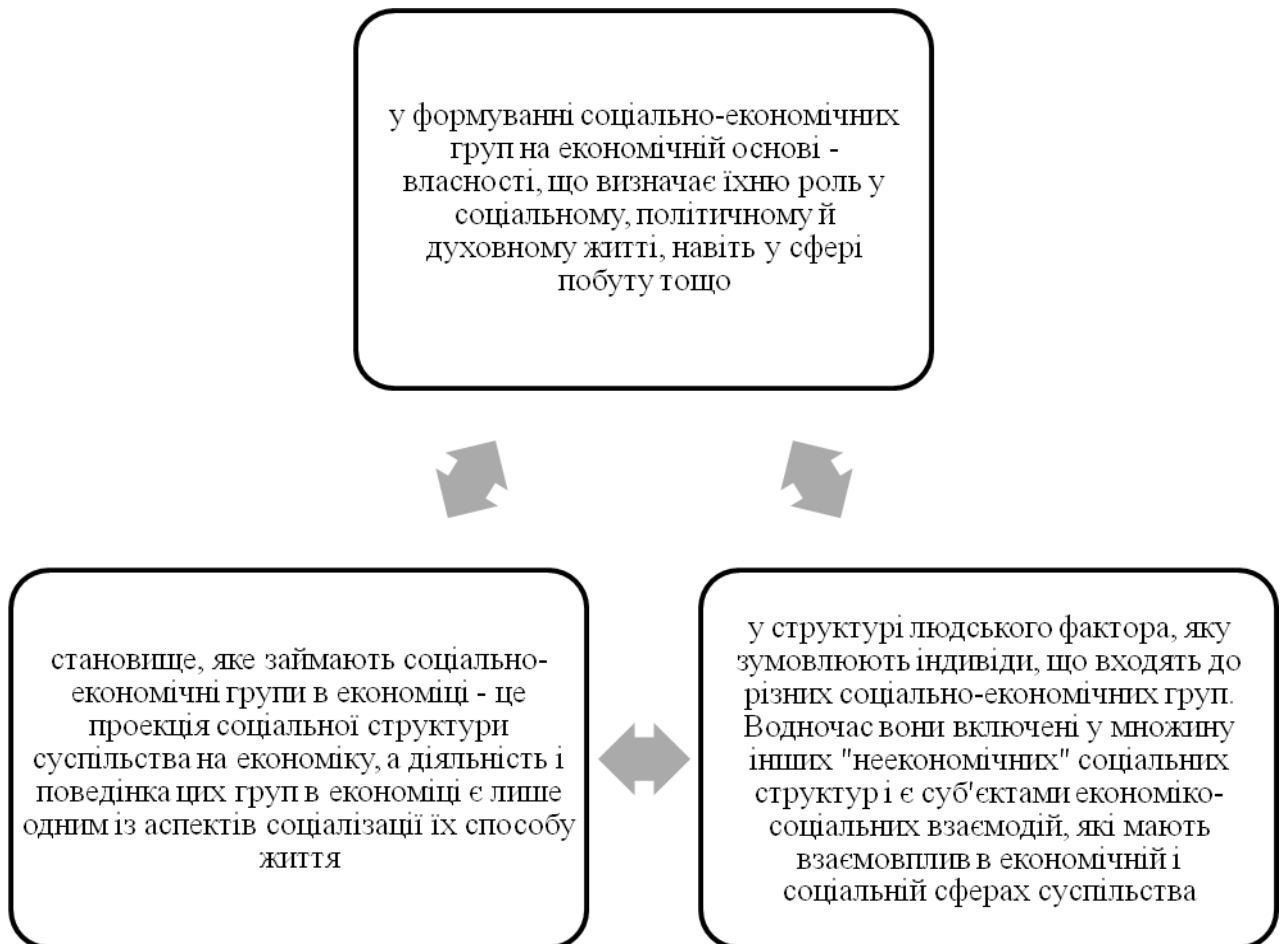 у формуванні соціально-економічних
груп на економічній основі -
власності, що визначає їхню роль у
соціальному, політичному й
духовному житті, навіть у сфері
побуту тощо
становище, яке займають соціально-
економічні групи в економіці - це
проекція соціальної структури
суспільства на економіку, а діяльність і
поведінка цих груп в економіці є лише
одним із аспектів соціалізації їх способу
життя
у структурі людського фактора, яку
зумовлюють індивіди, що входять до
різних соціально-економічних груп.
Водночас вони включені у множину
інших "неекономічних" соціальних
структур і є суб'єктами економіко-
соціальних взаємодій, які мають
взаємовплив в економічній і
соціальній сферах суспільства